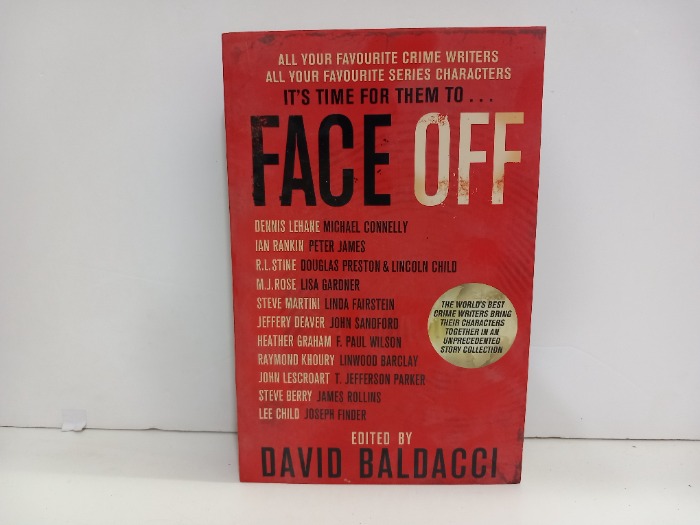 ALL YOUR FAVOURITE CRIME WRITERS
ALL YOUR FAVOURITE SERIES CHARACTERS
IT'S TIME FOR THEM TO...
FACE OFF
DENNIS LEHANE MICHAEL CONNELLY
IAN RANKIN PETER JAMES
R.L. STINE DOUGLAS PRESTON & LINCOLN CHILD
M.J. ROSE LISA GARDNER
STEVE MARTINI LINDA FAIRSTEIN
JEFFERY DEAVER JOHN SANDFORD
HEATHER GRAHAM F. PAUL WILSON
RAYMOND KHOURY LINWOOD BARCLAY
JOHN LESCROART T. JEFFERSON PARKER
STEVE BERRY JAMES ROLLINS
LEE CHILD JOSEPH FINDER
THE WORLD'S BEST
CRIME WRITERS BRING
THEIR CHARACTERS
TOGETHER IN AN
UNPRECEDENTED
STORY COLLECTION
EDITED BY
DAVID BALDACCI